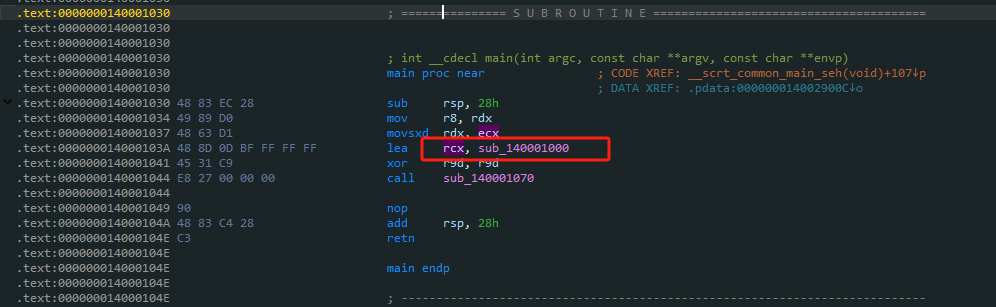 .text:0000000140001030 ; =============== S U B R O U T I N E =======================================
.text:0000000140001030
.text:0000000140001030
.text:0000000140001030 ; int __cdecl main(int argc, const char **argv, const char **envp)
.text:0000000140001030 main proc near ; CODE XREF: __scrt_common_main_seh(void)+107↓p
.text:0000000140001030 ; DATA XREF: .pdata:000000014002900C↓o
.text:0000000140001030 48 83 EC 28 sub rsp, 28h
.text:0000000140001034 49 89 D0 mov r8, rdx
.text:0000000140001037 48 63 D1 movsxd rdx, ecx
.text:000000014000103A 48 8D 0D BF FF FF FF lea rcx, sub_140001000
.text:0000000140001041 45 31 C9 xor r9d, r9d
.text:0000000140001044 E8 27 00 00 00 call sub_140001070
.text:0000000140001044
.text:0000000140001049 90 nop
.text:000000014000104A 48 83 C4 28 add rsp, 28h
.text:000000014000104E C3 retn
.text:000000014000104E
.text:000000014000104E main endp
.text:000000014000104E
.text:000000014000104E ; ---------------------------------------------------------------------------